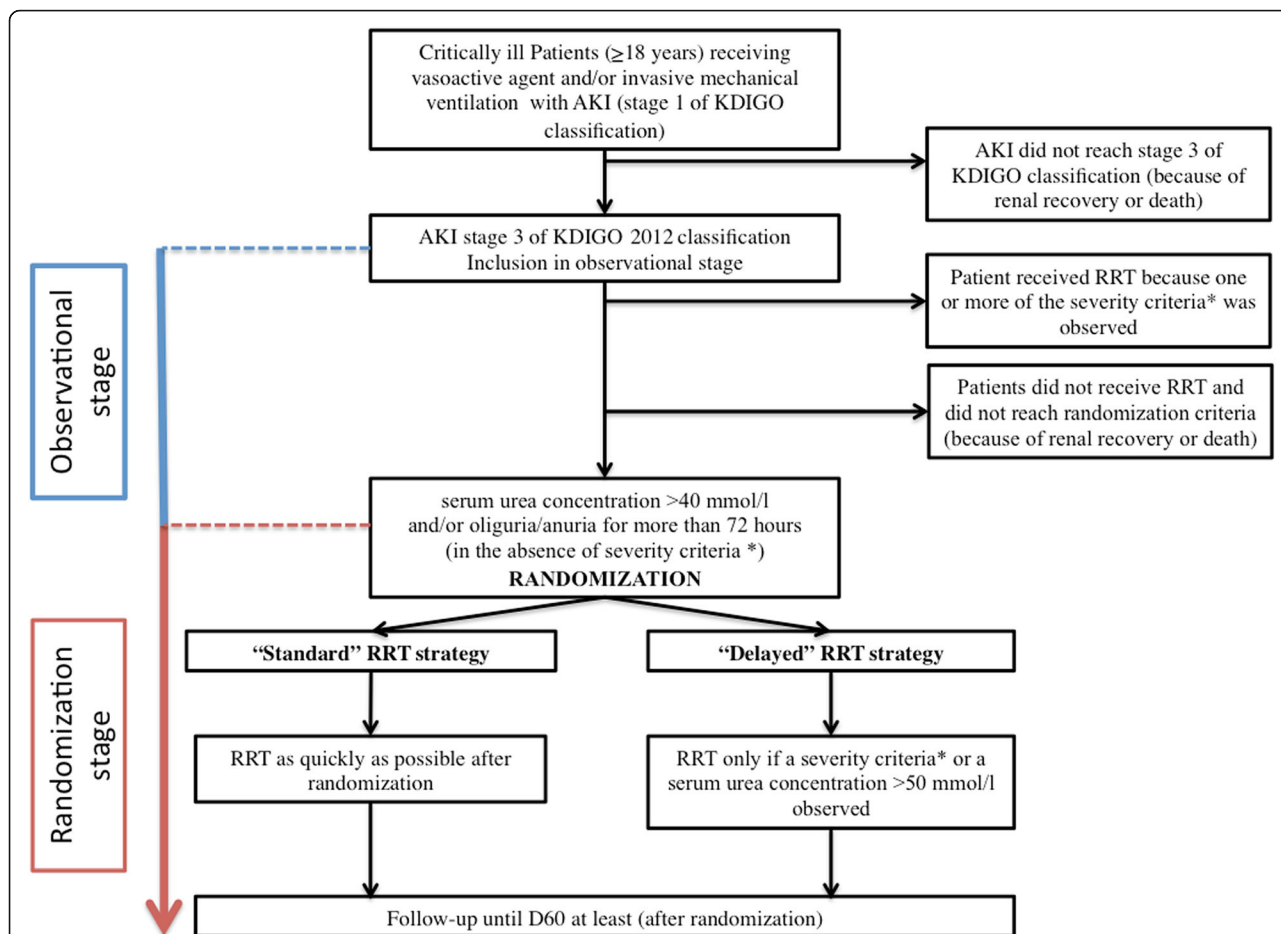 Critically ill Patients (≥18 years) receiving
vasoactive agent and/or invasive mechanical
ventilation with AKI (stage 1 of KDIGO
classification)
AKI did not reach stage 3 of
KDIGO classification (because of
renal recovery or death)
AKI stage 3 of KDIGO 2012 classification
Inclusion in observational stage
Patient received RRT because one
or more of the severity criteria* was
observed
Observational
stage
Patients did not receive RRT and
did not reach randomization criteria
(because of renal recovery or death)
serum urea concentration >40 mmol/l
and/or oliguria/anuria for more than 72 hours
(in the absence of severity criteria *)
RANDOMIZATION
Randomization
stage
“Standard” RRT strategy
“Delayed” RRT strategy
RRT as quickly as possible after
randomization
RRT only if a severity criteria* or a
serum urea concentration >50 mmol/l
observed
Follow-up until D60 at least (after randomization)